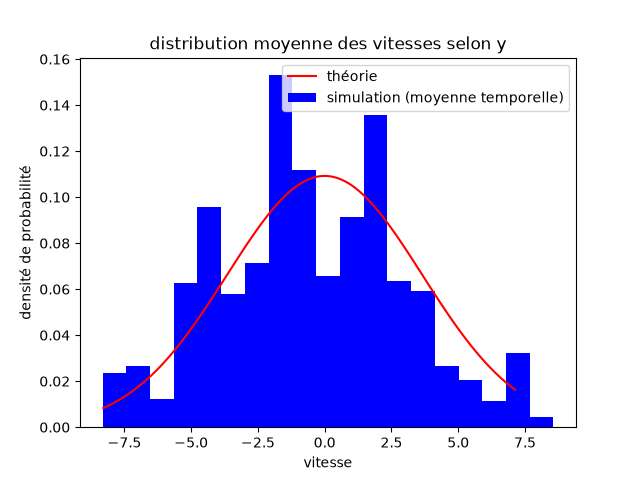 distribution moyenne des vitesses selon y
théorie
simulation (moyenne temporelle)
densité de probabilité
0.16
0.14
0.12
0.10
0.08
0.06
0.04
0.02
0.00
−7.5 −5.0 −2.5 0.0 2.5 5.0 7.5
vitesse